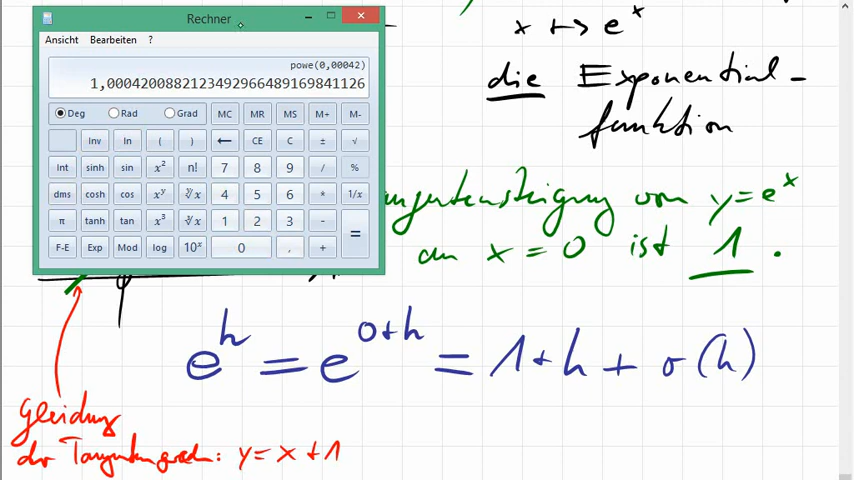 Rechner
Ansicht Bearbeiten ?
powe(0,00042)
1,0004200882123492966489169841126
Deg Rad Grad MC MR MS M+ M-
Inv ln ( ) ← CE C ± √
Int sinh sin x² n! 7 8 9 / %
dms cosh cos xʸ ʸ√x 4 5 6 * 1/x
π tanh tan x³ ³√x 1 2 3 - =
F-E Exp Mod log 10ˣ 0 , +
x ↦ eˣ
die Exponential-
funktion
angentensteigung von y=eˣ
an x = 0 ist 1.
eʰ = e⁰⁺ʰ = 1+h + o(h)
Gleichung
der Tangentengeraden: y = x + 1